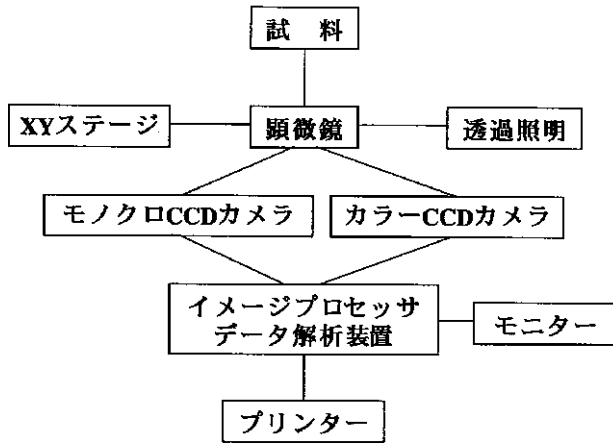 試料
XYステージ
顕微鏡
透過照明
モノクロCCDカメラ
カラーCCDカメラ
イメージプロセッサ
データ解析装置
モニター
プリンター